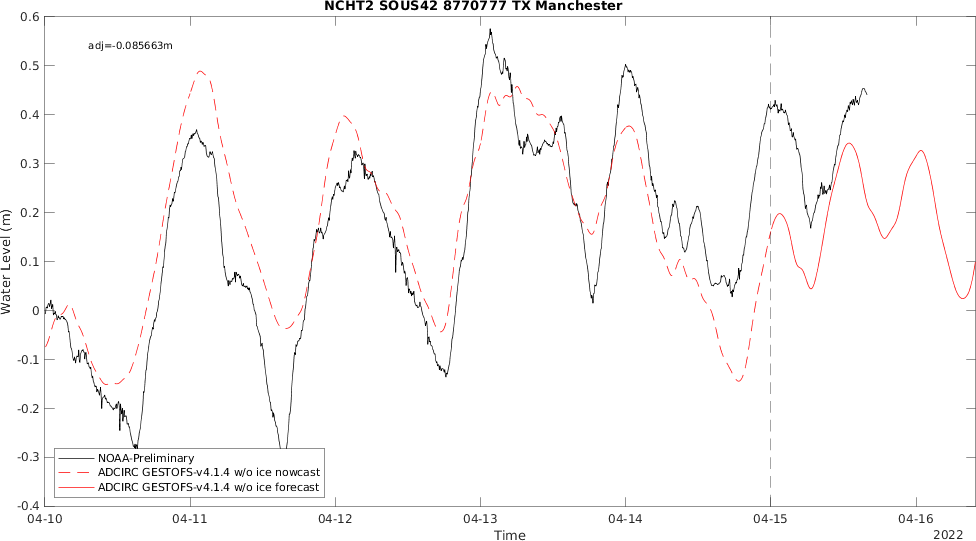 NCHT2 SOUS42 8770777 TX Manchester
adj=-0.085663m
0.6
0.5
0.4
0.3
0.2
0.1
0
-0.1
-0.2
-0.3
-0.4
Water Level (m)
NOAA-Preliminary
ADCIRC GESTOFS-v4.1.4 w/o ice nowcast
ADCIRC GESTOFS-v4.1.4 w/o ice forecast
04-10 04-11 04-12 04-13 04-14 04-15 04-16
Time
2022